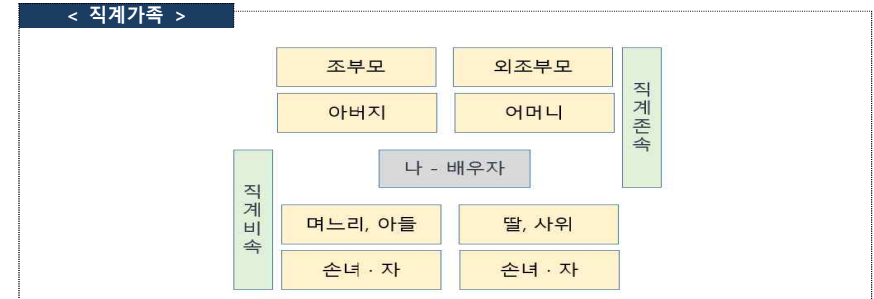 < 직계가족 >
조부모
외조부모
아버지
어머니
직계존속
나 - 배우자
직계비속
며느리, 아들
딸, 사위
손녀 · 자
손녀 · 자